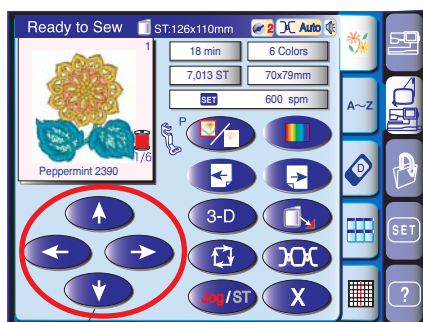 Ready to Sew ST:126x110mm 2 Auto
1
18 min 6 Colors
7,013 ST 70x79mm
SET 600 spm
1/6
Peppermint 2390
P
3-D
Jog/ST X
A~Z
D
SET
?